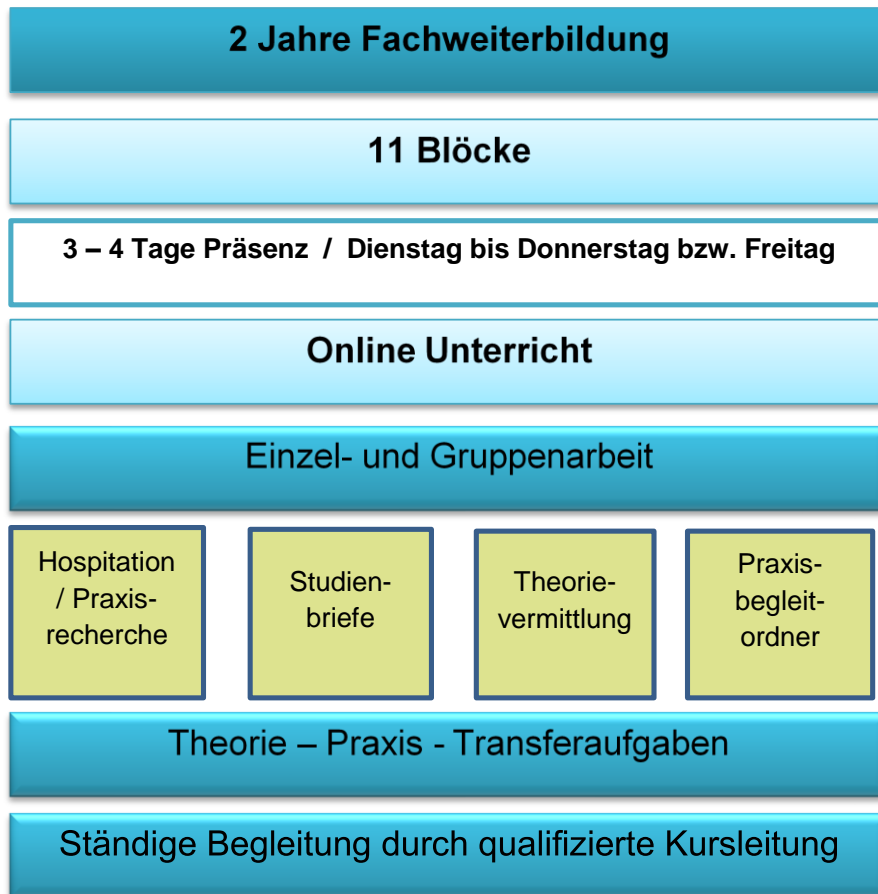 2 Jahre Fachweiterbildung
11 Blöcke
3 – 4 Tage Präsenz / Dienstag bis Donnerstag bzw. Freitag
Online Unterricht
Einzel- und Gruppenarbeit
Hospitation
/ Praxis-
recherche
Studien-
briefe
Theorie-
vermittlung
Praxis-
begleit-
ordner
Theorie – Praxis - Transferaufgaben
Ständige Begleitung durch qualifizierte Kursleitung